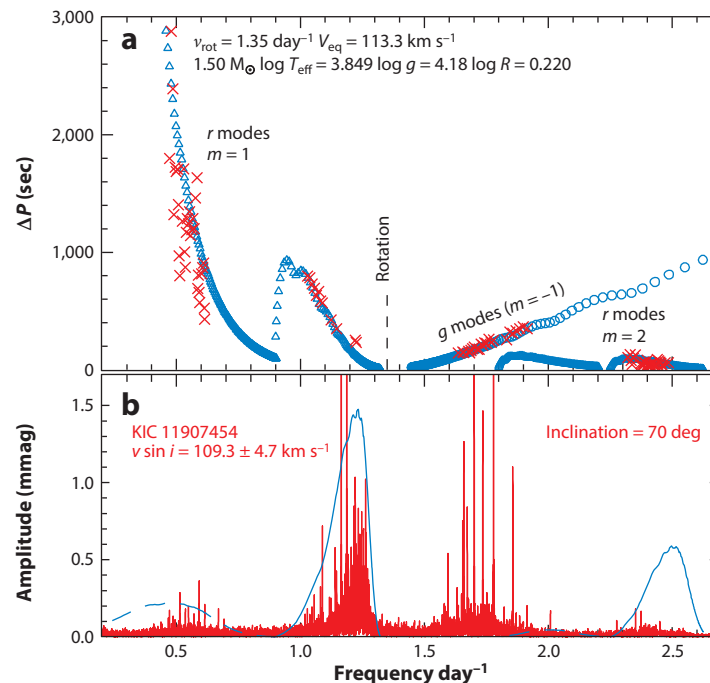 3,000
2,000
1,000
0
ΔP (sec)
a
ν_rot = 1.35 day⁻¹ V_eq = 113.3 km s⁻¹
1.50 M_⊙ log T_eff = 3.849 log g = 4.18 log R = 0.220
r modes
m = 1
Rotation
g modes (m = −1)
r modes
m = 2
1.5
1.0
0.5
0.0
Amplitude (mmag)
b
KIC 11907454
v sin i = 109.3 ± 4.7 km s⁻¹
Inclination = 70 deg
0.5 1.0 1.5 2.0 2.5
Frequency day⁻¹